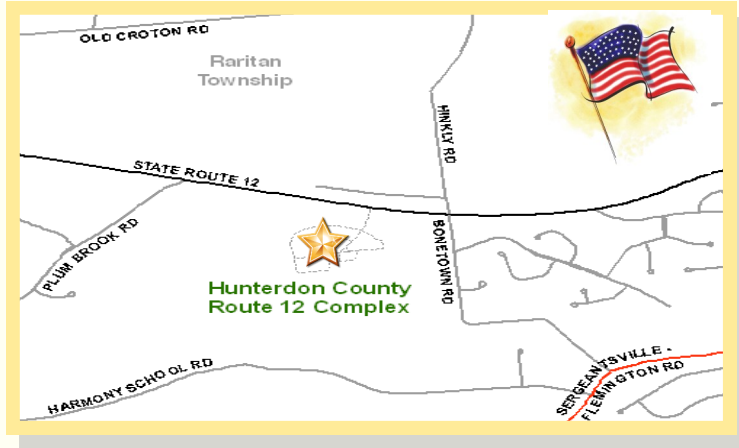 OLD CROTON RD
Raritan
Township
HINKLY RD
STATE ROUTE 12
PLUM BROOK RD
BONETOWN RD
Hunterdon County
Route 12 Complex
HARMONY SCHOOL RD
SERGEANTSVILLE -
FLEMINGTON RD